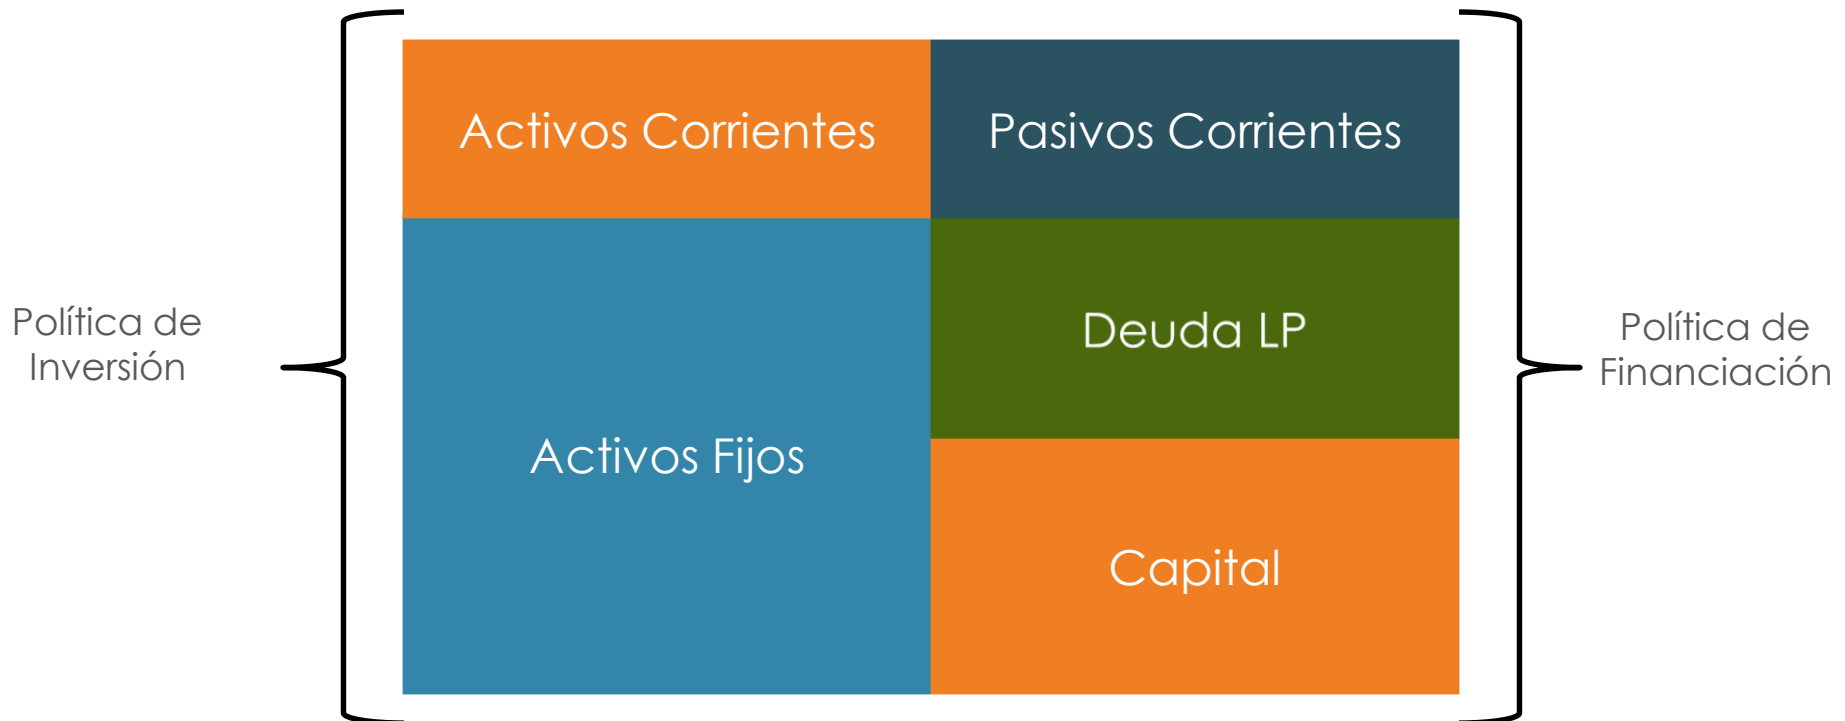 Activos Corrientes
Pasivos Corrientes
Política de
Inversión
Deuda LP
Política de
Financiación
Activos Fijos
Capital